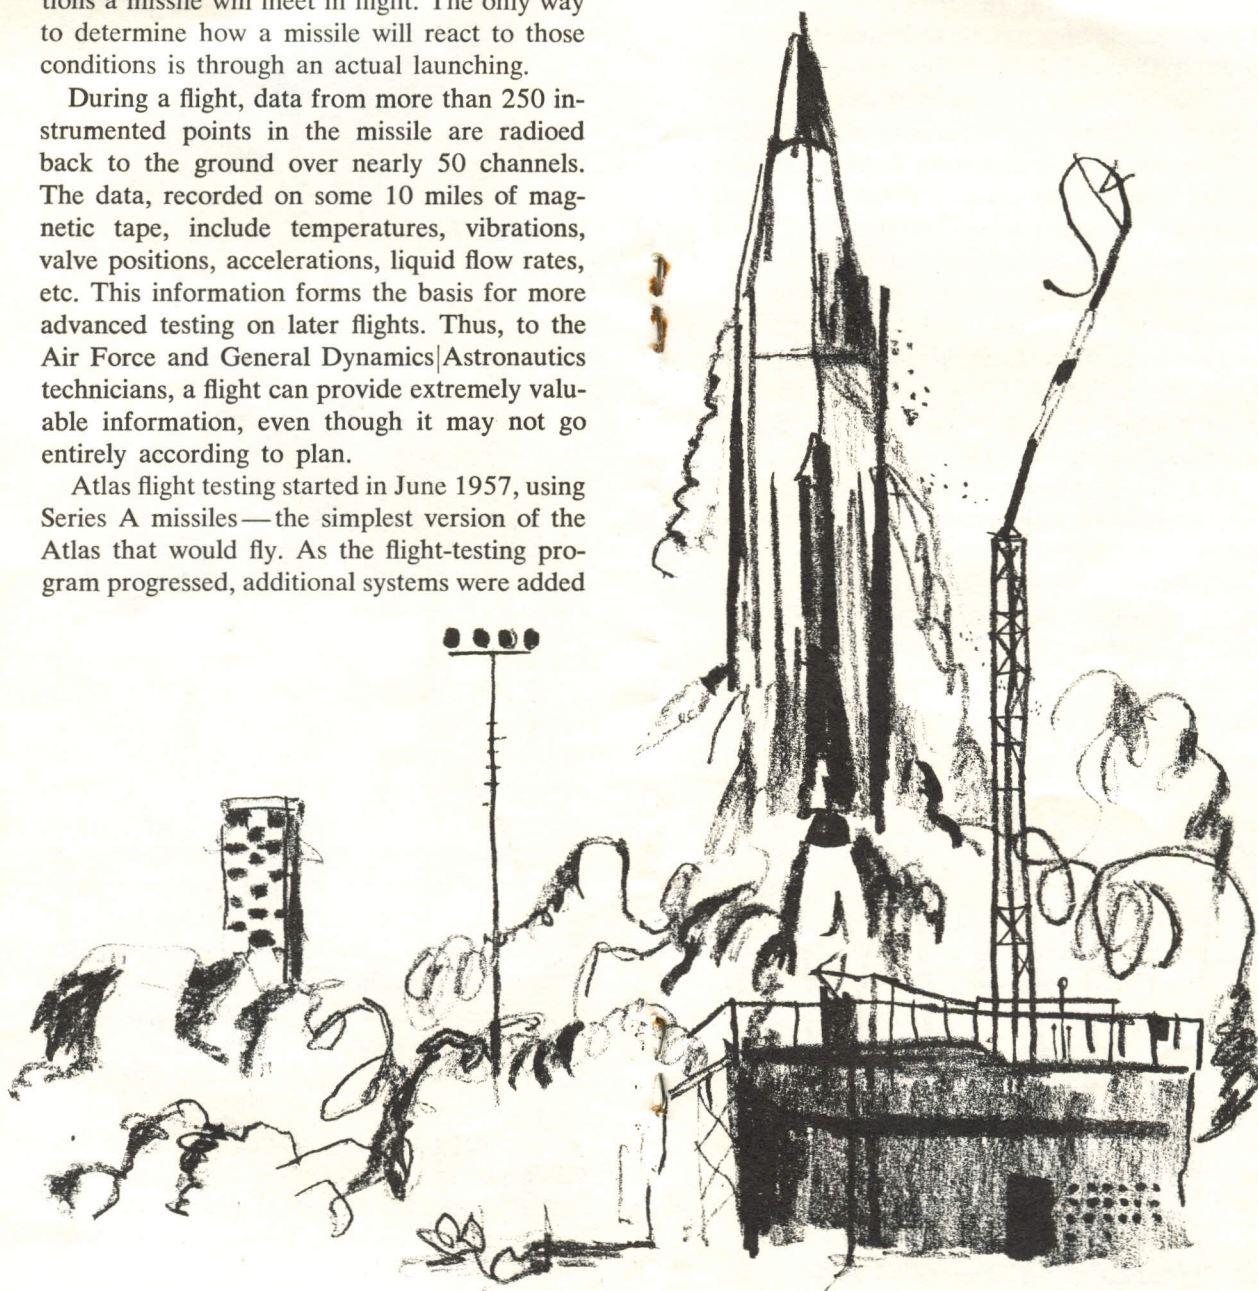 tions a missile will meet in flight. The only way
to determine how a missile will react to those
conditions is through an actual launching.
During a flight, data from more than 250 in-
strumented points in the missile are radioed
back to the ground over nearly 50 channels.
The data, recorded on some 10 miles of mag-
netic tape, include temperatures, vibrations,
valve positions, accelerations, liquid flow rates,
etc. This information forms the basis for more
advanced testing on later flights. Thus, to the
Air Force and General Dynamics|Astronautics
technicians, a flight can provide extremely valu-
able information, even though it may not go
entirely according to plan.
Atlas flight testing started in June 1957, using
Series A missiles — the simplest version of the
Atlas that would fly. As the flight-testing pro-
gram progressed, additional systems were added